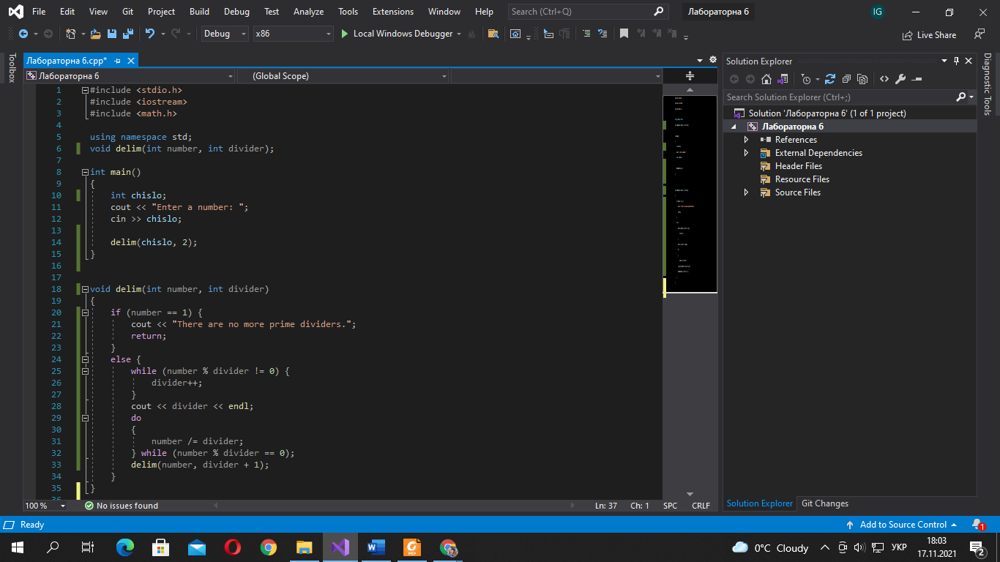 File Edit View Git Project Build Debug Test Analyze Tools Extensions Window Help Search (Ctrl+Q) Лабораторна 6 IG
Debug x86 Local Windows Debugger Live Share
Toolbox
Лабораторна 6.cpp*
Лабораторна 6 (Global Scope)
1 #include <stdio.h>
2 #include <iostream>
3 #include <math.h>
4
5 using namespace std;
6 void delim(int number, int divider);
7
8 int main()
9 {
10 int chislo;
11 cout << "Enter a number: ";
12 cin >> chislo;
13
14 delim(chislo, 2);
15 }
16
17
18 void delim(int number, int divider)
19 {
20 if (number == 1) {
21 cout << "There are no more prime dividers.";
22 return;
23 }
24 else {
25 while (number % divider != 0) {
26 divider++;
27 }
28 cout << divider << endl;
29 do
30 {
31 number /= divider;
32 } while (number % divider == 0);
33 delim(number, divider + 1);
34 }
35 }
36
100 % No issues found Ln: 37 Ch: 1 SPC CRLF
Solution Explorer
Search Solution Explorer (Ctrl+;)
Solution 'Лабораторна 6' (1 of 1 project)
Лабораторна 6
References
External Dependencies
Header Files
Resource Files
Source Files
Solution Explorer Git Changes
Diagnostic Tools
Ready Add to Source Control 1
0°C Cloudy УКР 18:03
17.11.2021 2